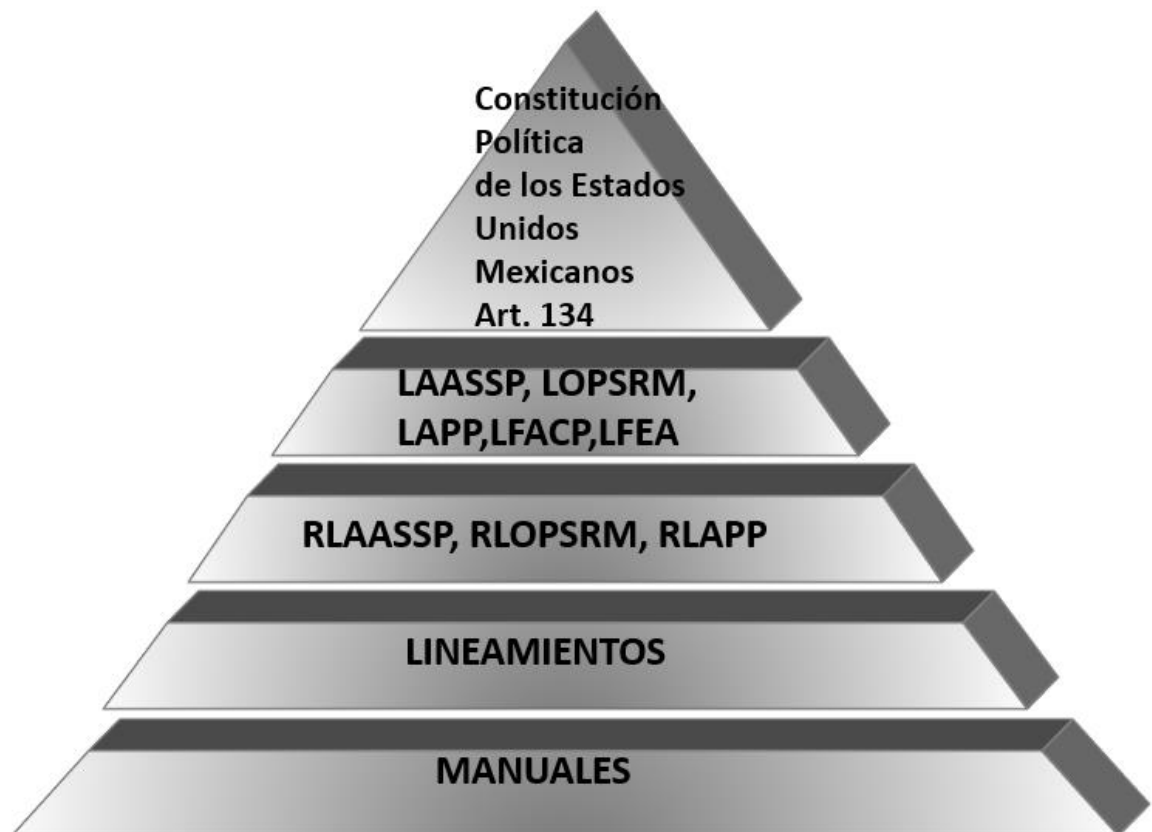 Constitución
Política
de los Estados
Unidos
Mexicanos
Art. 134
LAASSP, LOPSRM,
LAPP,LFACP,LFEA
RLAASSP, RLOPSRM, RLAPP
LINEAMIENTOS
MANUALES